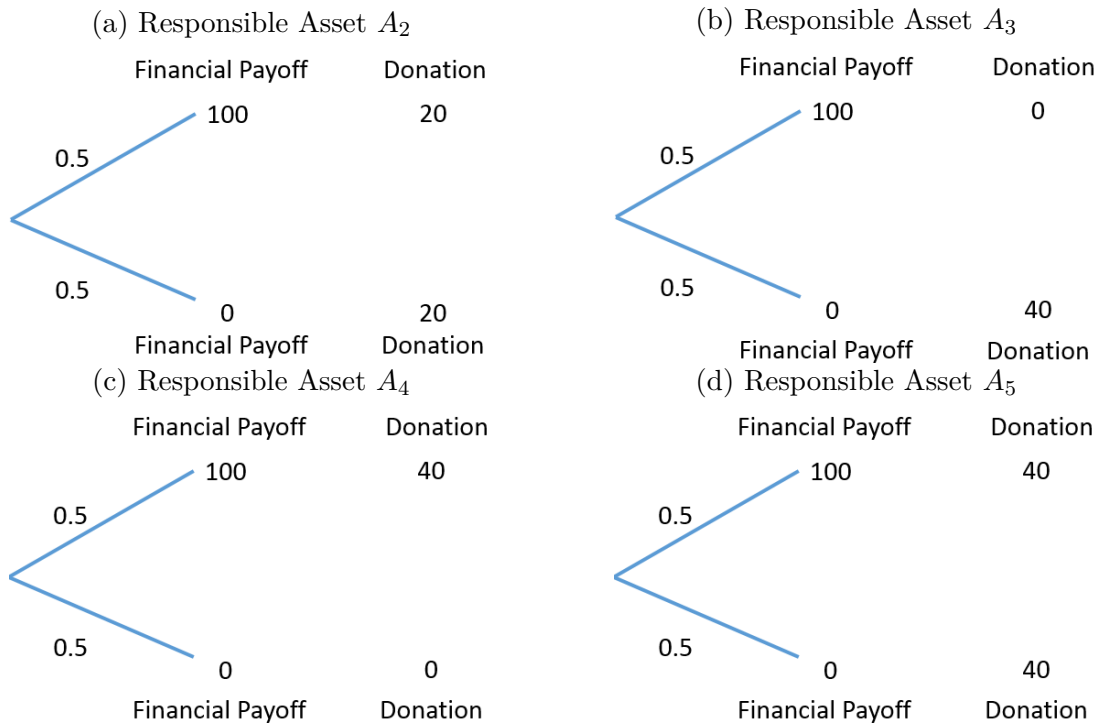 (a) Responsible Asset A₂
Financial Payoff Donation
100 20
0.5
0.5
0 20
Financial Payoff Donation
(b) Responsible Asset A₃
Financial Payoff Donation
100 0
0.5
0.5
0 40
Financial Payoff Donation
(c) Responsible Asset A₄
Financial Payoff Donation
100 40
0.5
0.5
0 0
Financial Payoff Donation
(d) Responsible Asset A₅
Financial Payoff Donation
100 40
0.5
0.5
0 40
Financial Payoff Donation